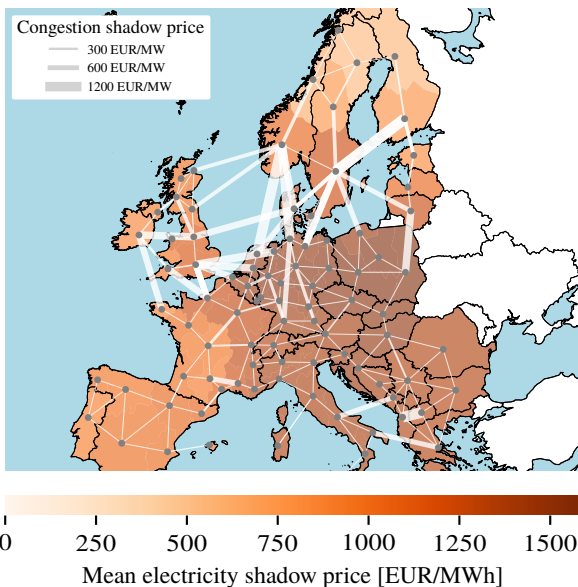 Congestion shadow price
300 EUR/MW
600 EUR/MW
1200 EUR/MW
0 250 500 750 1000 1250 1500
Mean electricity shadow price [EUR/MWh]